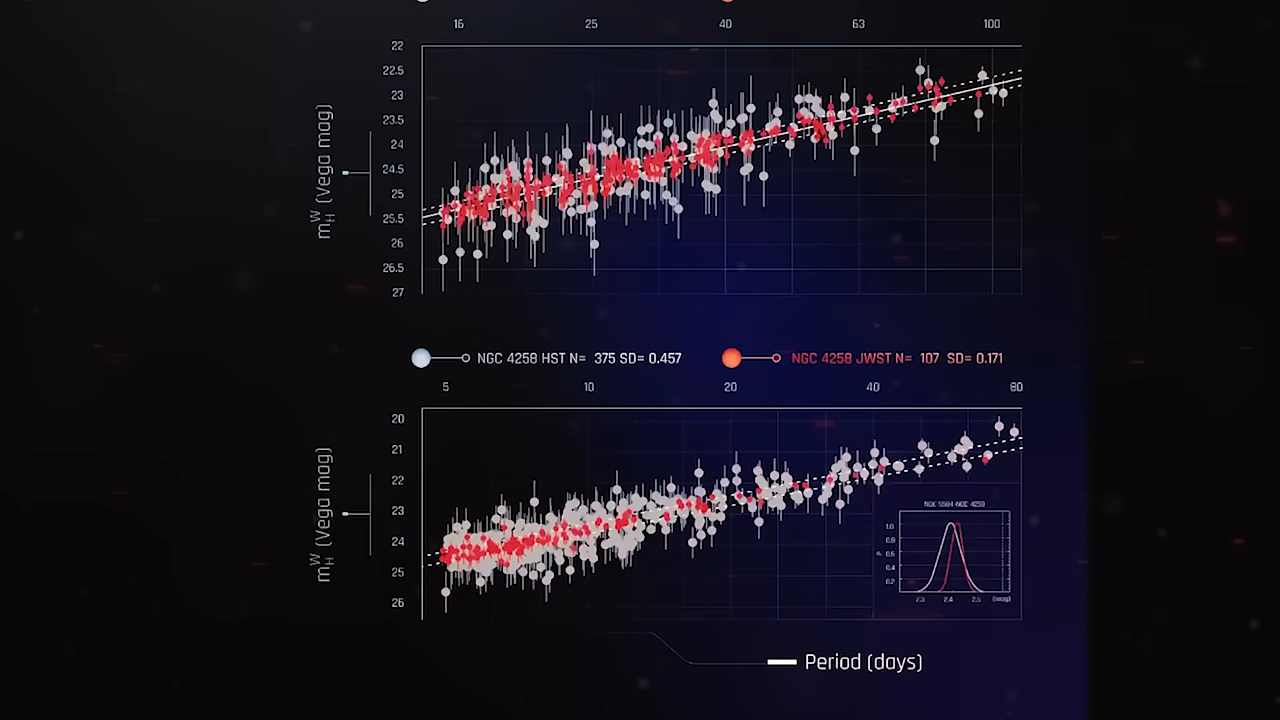 16 25 40 63 100
22
22.5
23
23.5
24
24.5
25
25.5
26
26.5
27
m W H (Vega mag)
NGC 4258 HST N= 375 SD= 0.457 NGC 4258 JWST N= 107 SD= 0.171
5 10 20 40 80
20
21
22
23
24
25
26
m W H (Vega mag)
NGC 5584-NGC 4258
1.0
0.8
0.6
0.4
0.2
P
2.3 2.4 2.5 (mag)
Period (days)